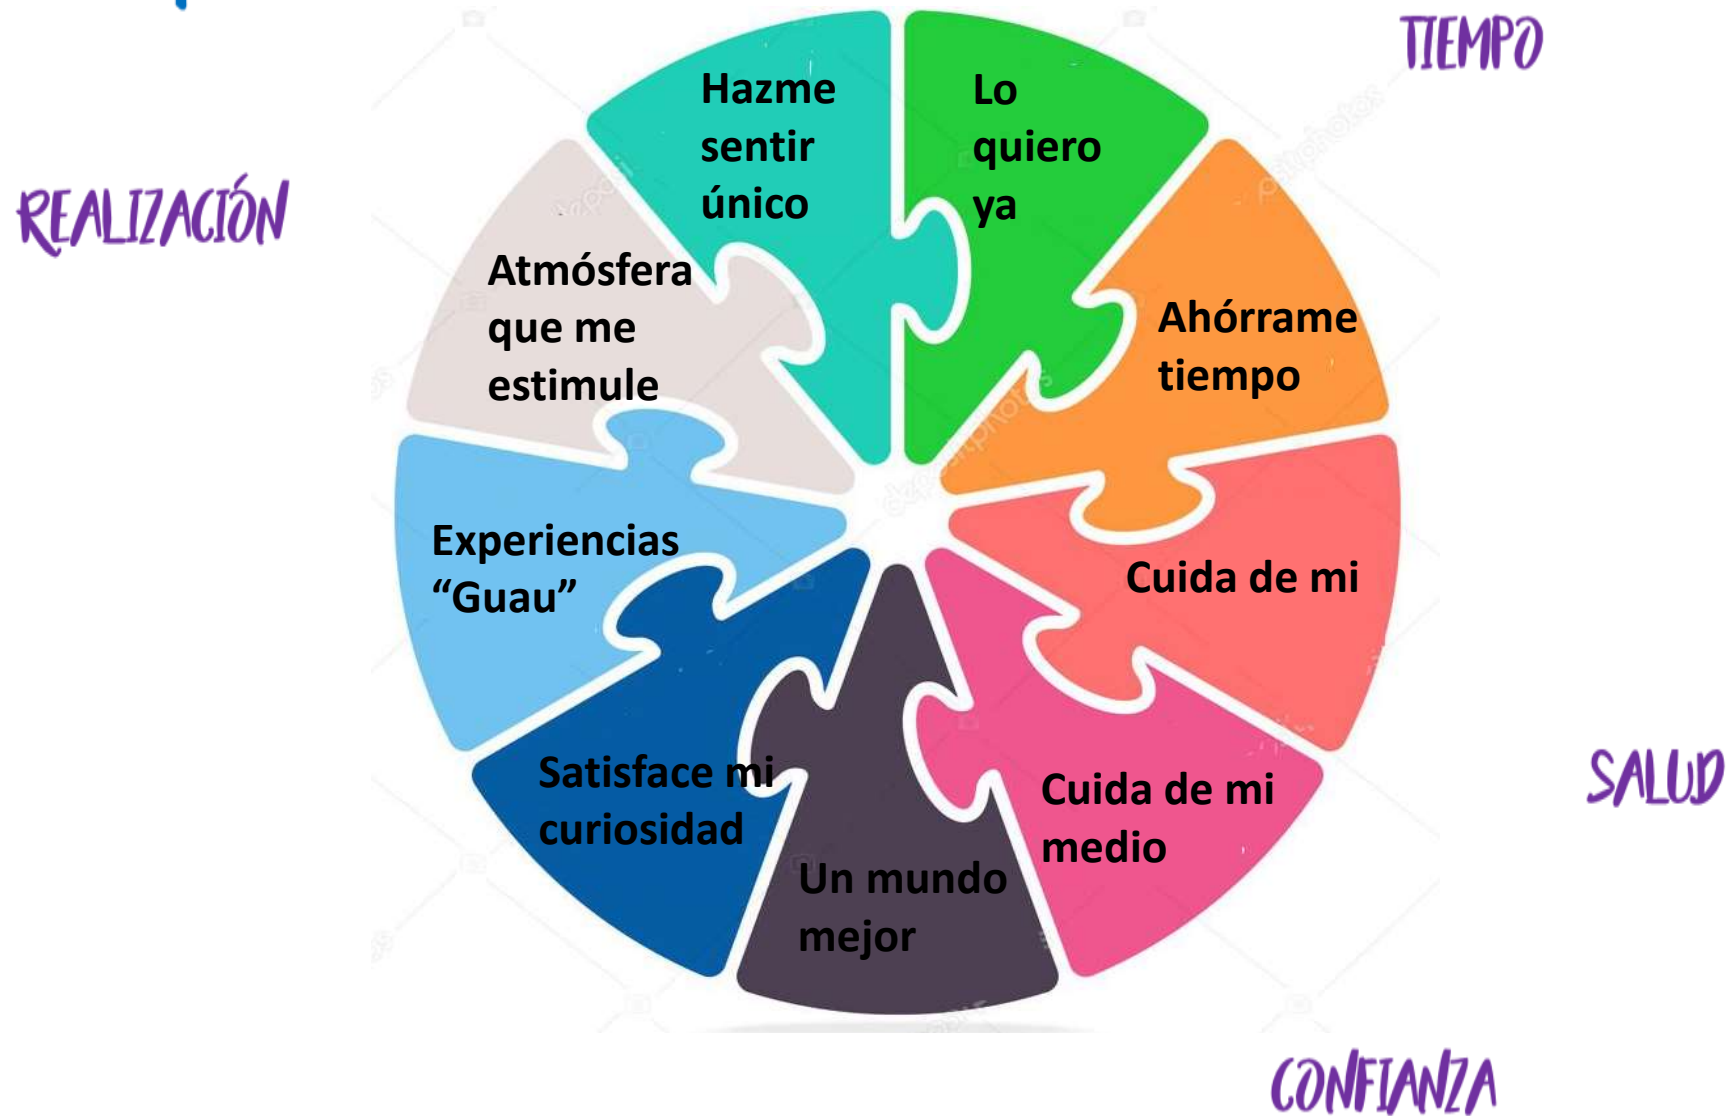 TIEMPO
REALIZACIÓN
Hazme
sentir
único
Lo
quiero
ya
Atmósfera
que me
estimule
Ahórrame
tiempo
Experiencias
“Guau”
Cuida de mi
Satisface mi
curiosidad
Cuida de mi
medio
Un mundo
mejor
SALUD
CONFIANZA
depositphotos